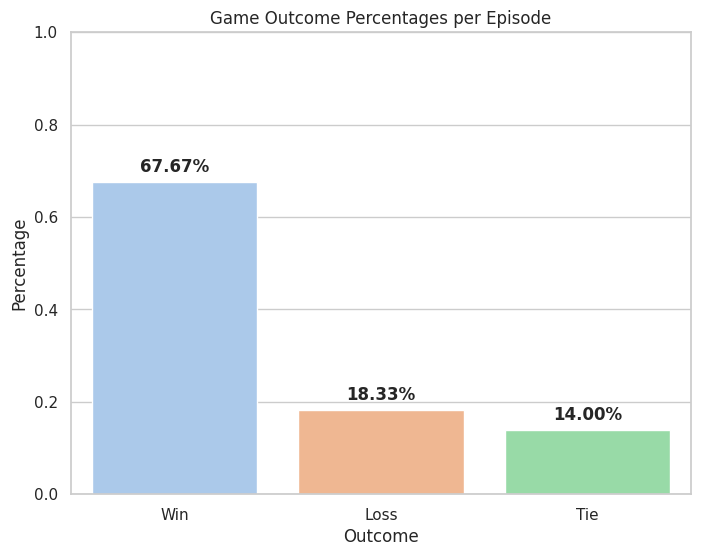 Game Outcome Percentages per Episode
1.0
0.8
0.6
0.4
0.2
0.0
Percentage
67.67%
18.33%
14.00%
Win
Loss
Tie
Outcome